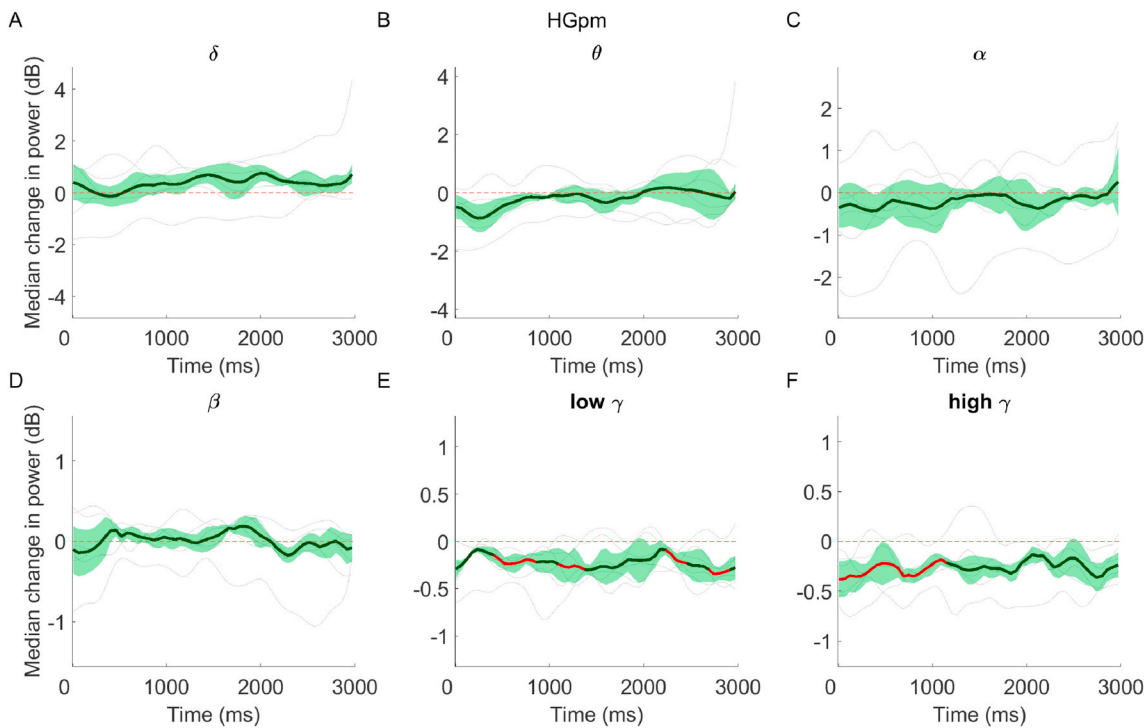 A
B
HGpm
C
δ
θ
α
Median change in power (dB)
4
2
0
-2
-4
4
2
0
-2
-4
2
1
0
-1
-2
0 1000 2000 3000
0 1000 2000 3000
0 1000 2000 3000
Time (ms)
Time (ms)
Time (ms)
D
E
F
β
low γ
high γ
Median change in power (dB)
1
0
-1
1
0.5
0
-0.5
-1
1
0.5
0
-0.5
-1
0 1000 2000 3000
0 1000 2000 3000
0 1000 2000 3000
Time (ms)
Time (ms)
Time (ms)